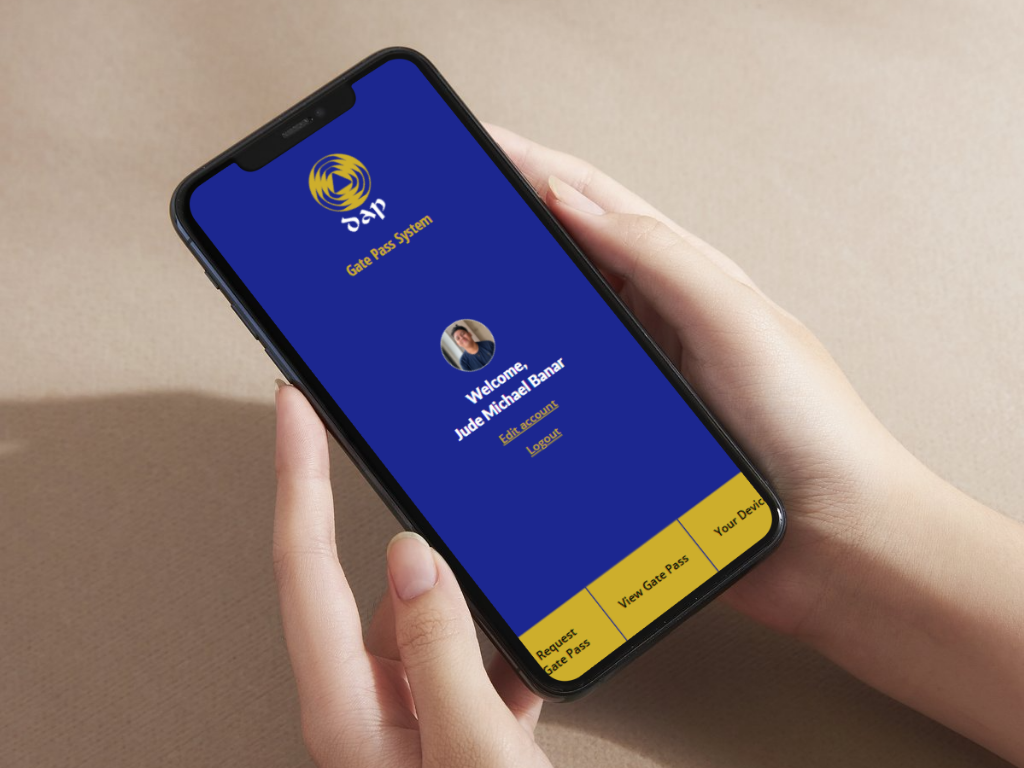 dap
Gate Pass System
Welcome,
Jude Michael Banar
Edit account
Logout
Request
Gate Pass
View Gate Pass
Your Devic